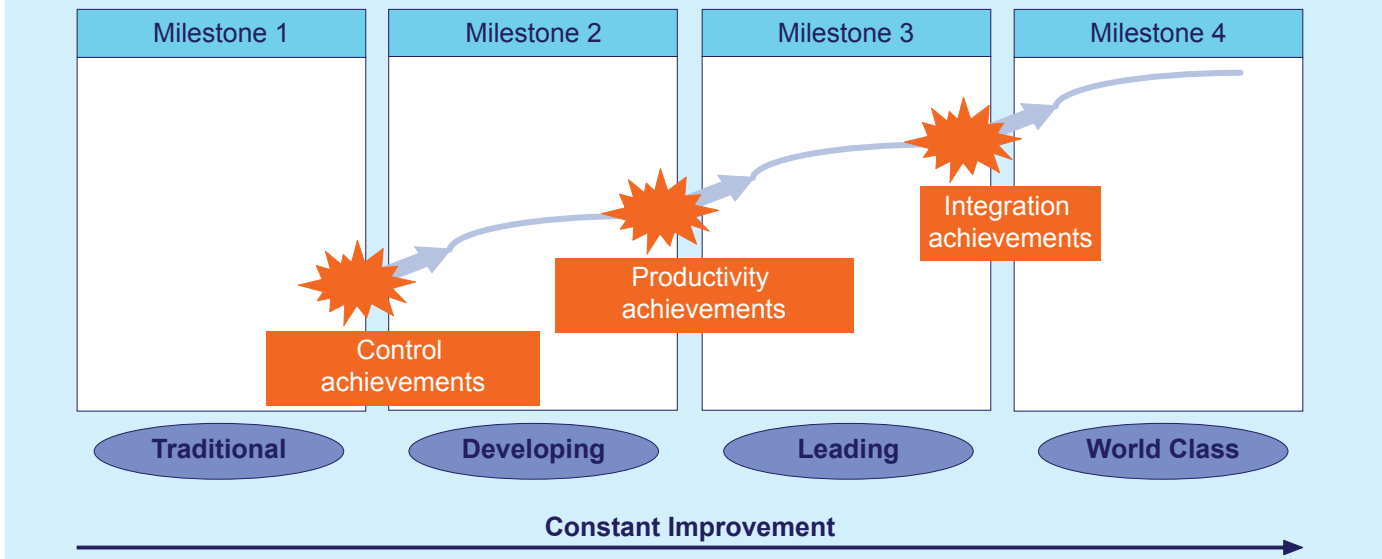 Milestone 1
Milestone 2
Milestone 3
Milestone 4
Integration
achievements
Productivity
achievements
Control
achievements
Traditional
Developing
Leading
World Class
Constant Improvement